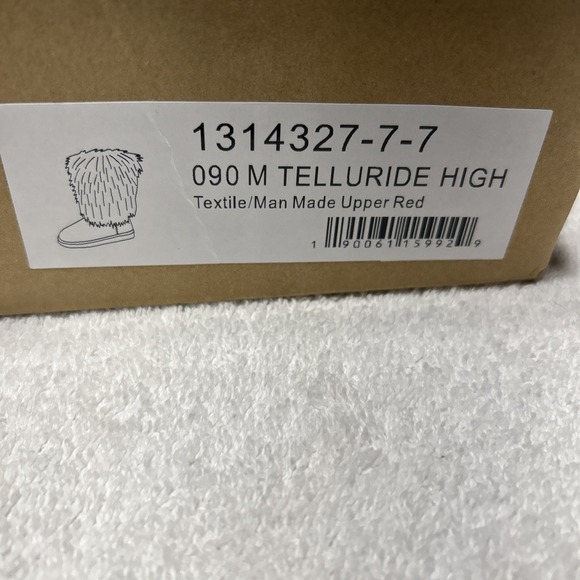 1314327-7-7
090 M TELLURIDE HIGH
Textile/Man Made Upper Red
1 90061 15992 9